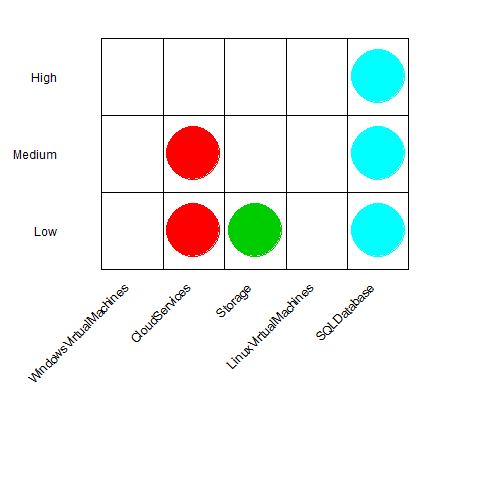 High
Medium
Low
WindowsVirtualMachines
CloudServices
Storage
LinuxVirtualMachines
SQLDatabase